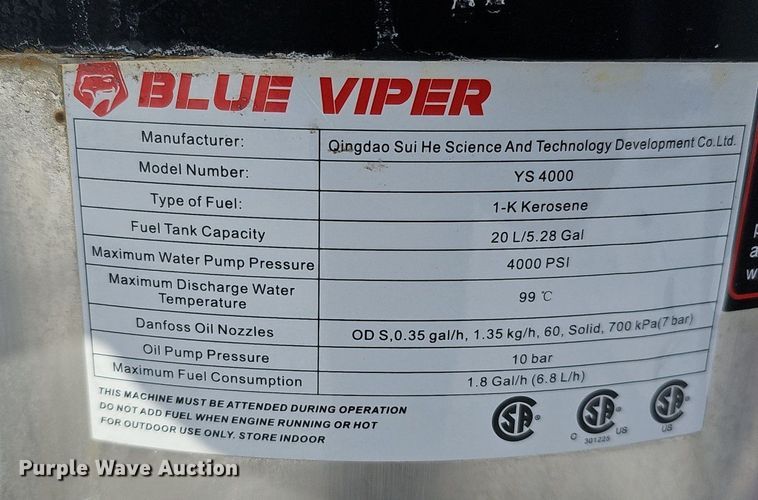 BLUE VIPER
Manufacturer: Qingdao Sui He Science And Technology Development Co.Ltd.
Model Number: YS 4000
Type of Fuel: 1-K Kerosene
Fuel Tank Capacity 20 L/5.28 Gal
Maximum Water Pump Pressure 4000 PSI
Maximum Discharge Water
Temperature 99 ℃
Danfoss Oil Nozzles OD S,0.35 gal/h, 1.35 kg/h, 60, Solid, 700 kPa(7 bar)
Oil Pump Pressure 10 bar
Maximum Fuel Consumption 1.8 Gal/h (6.8 L/h)
THIS MACHINE MUST BE ATTENDED DURING OPERATION
DO NOT ADD FUEL WHEN ENGINE RUNNING OR HOT
FOR OUTDOOR USE ONLY. STORE INDOOR
SA ® SA ® SA ®
C 301225 US US
Purple Wave Auction